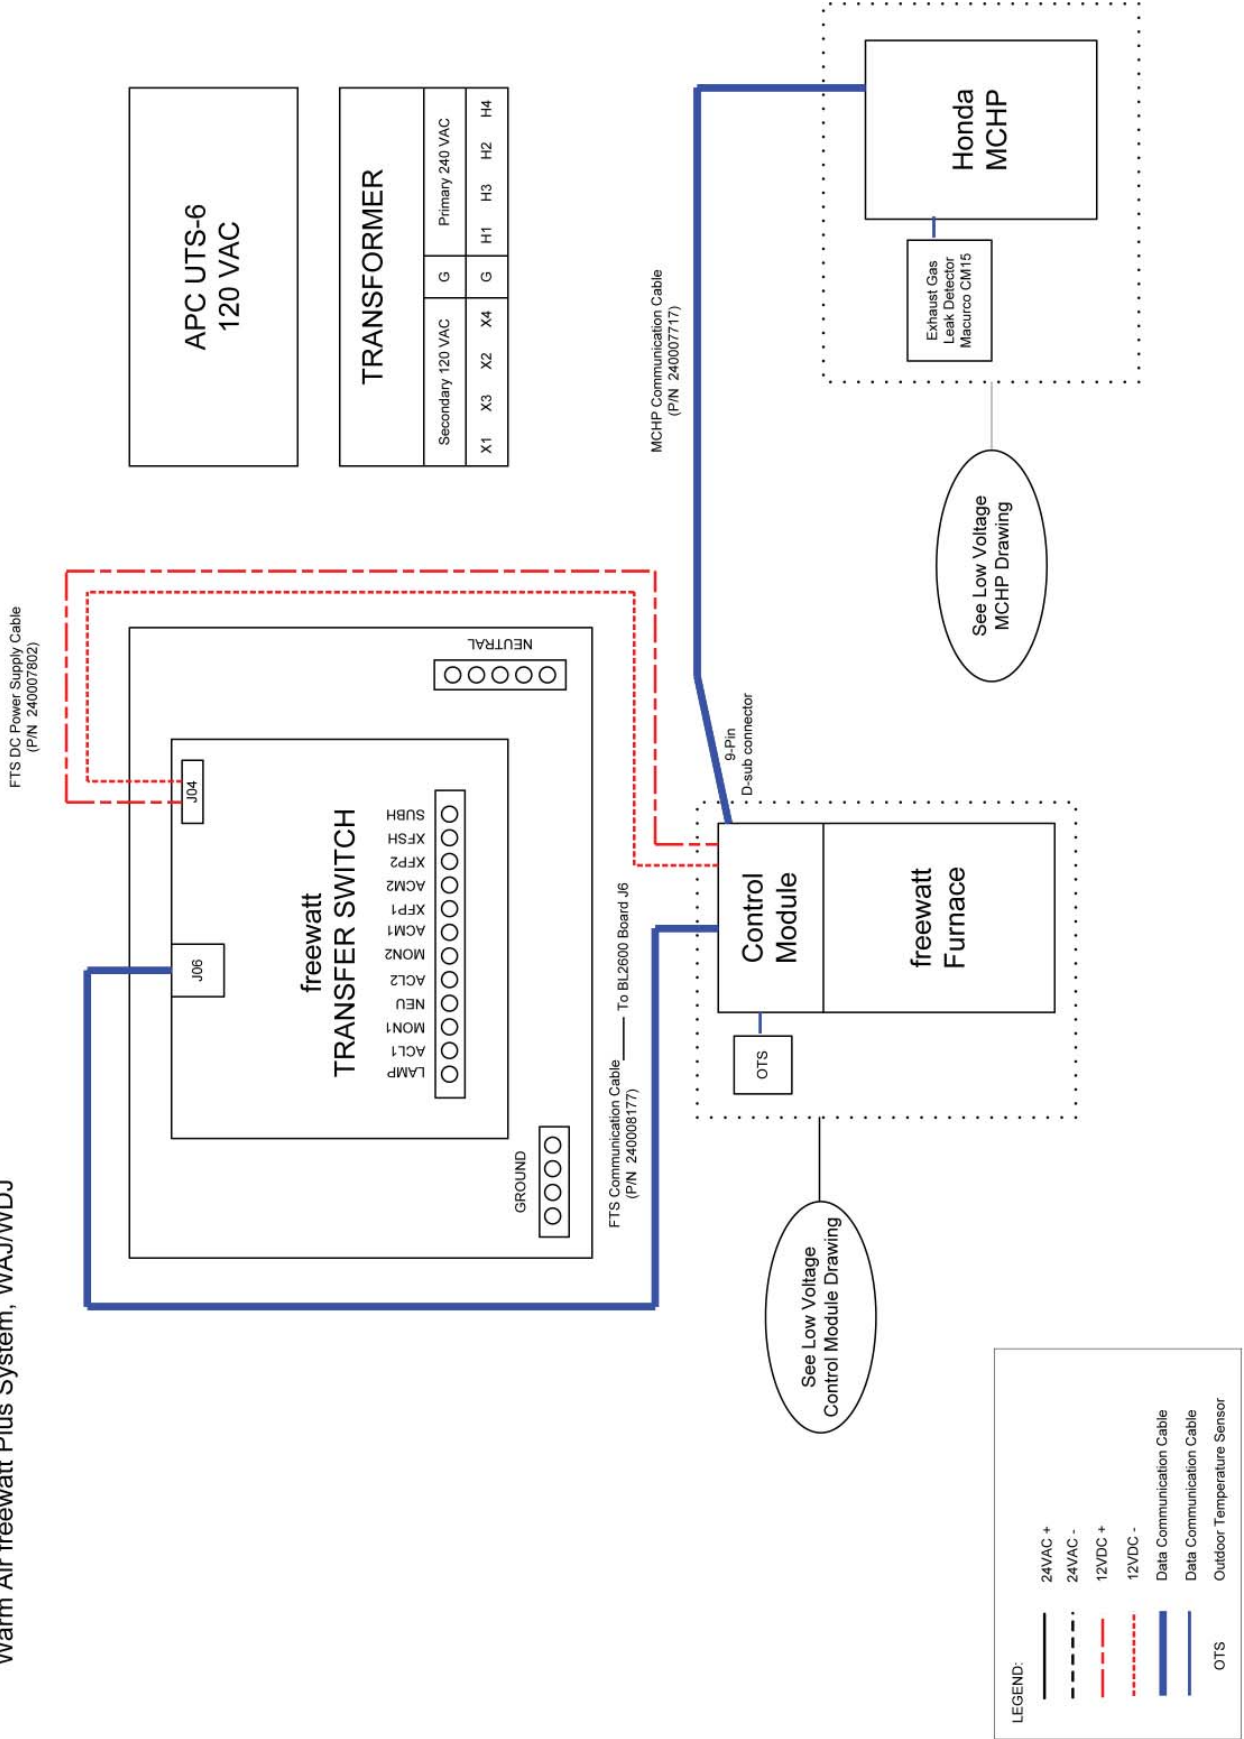 Warm Air freewatt Plus System, WAJ/WDJ
FTS DC Power Supply Cable
(P/N 240007802)
APC UTS-6
120 VAC
TRANSFORMER
Secondary 120 VAC
G
Primary 240 VAC
X1 X3 X2 X4
G
H1 H3 H2 H4
J06
J04
freewatt
TRANSFER SWITCH
LAMP
ACL1
MON1
NEU
ACL2
MON2
ACM1
XFP1
ACM2
XFP2
XFSH
SUBH
NEUTRAL
GROUND
FTS Communication Cable
(P/N 240008177)
To BL2600 Board J6
MCHP Communication Cable
(P/N 240007717)
9-Pin
D-sub connector
OTS
Control
Module
freewatt
Furnace
Exhaust Gas
Leak Detector
Macurco CM15
Honda
MCHP
See Low Voltage
Control Module Drawing
See Low Voltage
MCHP Drawing
LEGEND:
24VAC +
24VAC -
12VDC +
12VDC -
Data Communication Cable
Data Communication Cable
OTS Outdoor Temperature Sensor